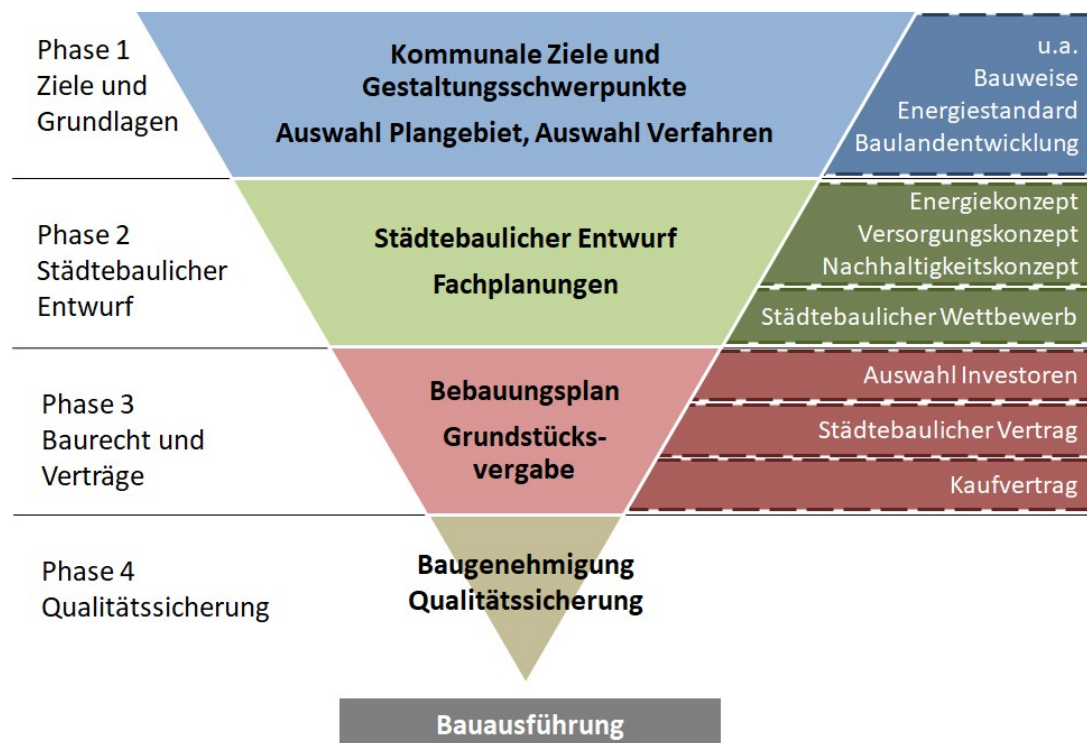 Phase 1
Ziele und
Grundlagen
Kommunale Ziele und
Gestaltungsschwerpunkte
Auswahl Plangebiet, Auswahl Verfahren
u.a.
Bauweise
Energiestandard
Baulandentwicklung
Phase 2
Städtebaulicher
Entwurf
Städtebaulicher Entwurf
Fachplanungen
Energiekonzept
Versorgungskonzept
Nachhaltigkeitskonzept
Städtebaulicher Wettbewerb
Phase 3
Baurecht und
Verträge
Bebauungsplan
Grundstücks-
vergabe
Auswahl Investoren
Städtebaulicher Vertrag
Kaufvertrag
Phase 4
Qualitätssicherung
Baugenehmigung
Qualitätssicherung
Bauausführung